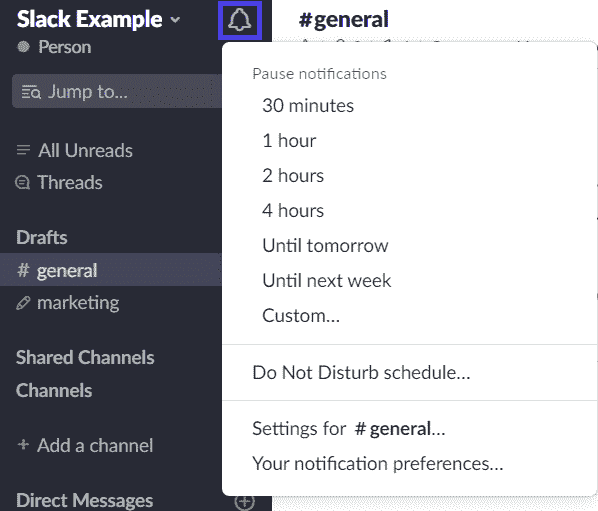 Slack Example
Person
Jump to...
All Unreads
Threads
Drafts
# general
marketing
Shared Channels
Channels
+ Add a channel
Direct Messages
#general
Pause notifications
30 minutes
1 hour
2 hours
4 hours
Until tomorrow
Until next week
Custom...
Do Not Disturb schedule...
Settings for # general...
Your notification preferences...